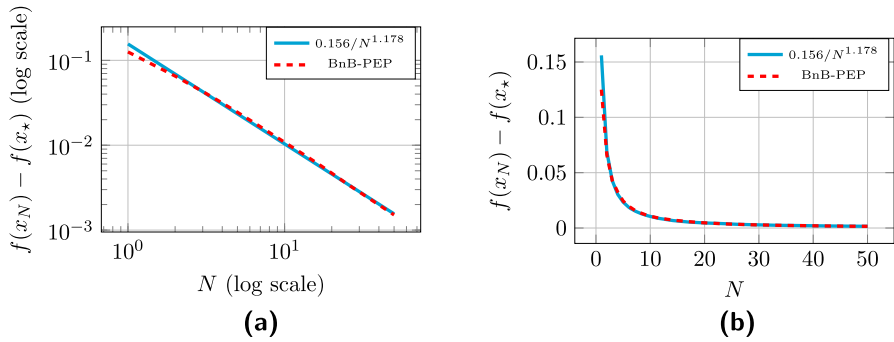 f(x_N) − f(x_⋆) (log scale)
10^{−1}
10^{−2}
10^{−3}
0.156/N^{1.178}
BnB-PEP
10^0
10^1
N (log scale)
(a)
f(x_N) − f(x_⋆)
0.15
0.1
0.05
0
0.156/N^{1.178}
BnB-PEP
0 10 20 30 40 50
N
(b)